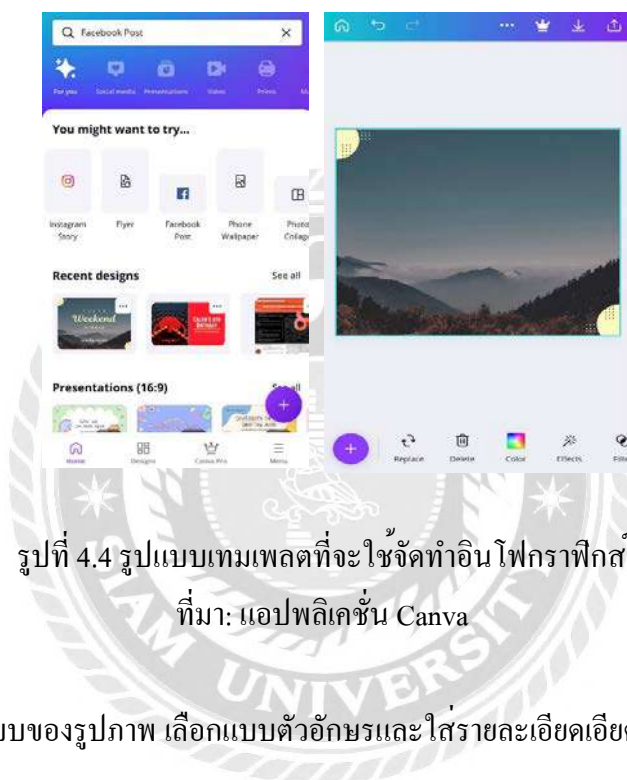 Facebook Post
For you
Social media
Presentations
Video
Prints
You might want to try...
Instagram Story
Flyer
Facebook Post
Phone Wallpaper
Photo Collage
Recent designs
See all
Weekend
Presentations (16:9)
See all
Home
Designs
Canva Pro
Menu
Replace
Delete
Color
Effects
รูปที่ 4.4 รูปแบบเทมเพลตที่จะใช้จัดทำอินโฟกราฟิกส์
ที่มา: แอปพลิเคชั่น Canva
SIAM UNIVERSITY
บบของรูปภาพ เลือกแบบตัวอักษรและใส่รายละเอียดเอียด